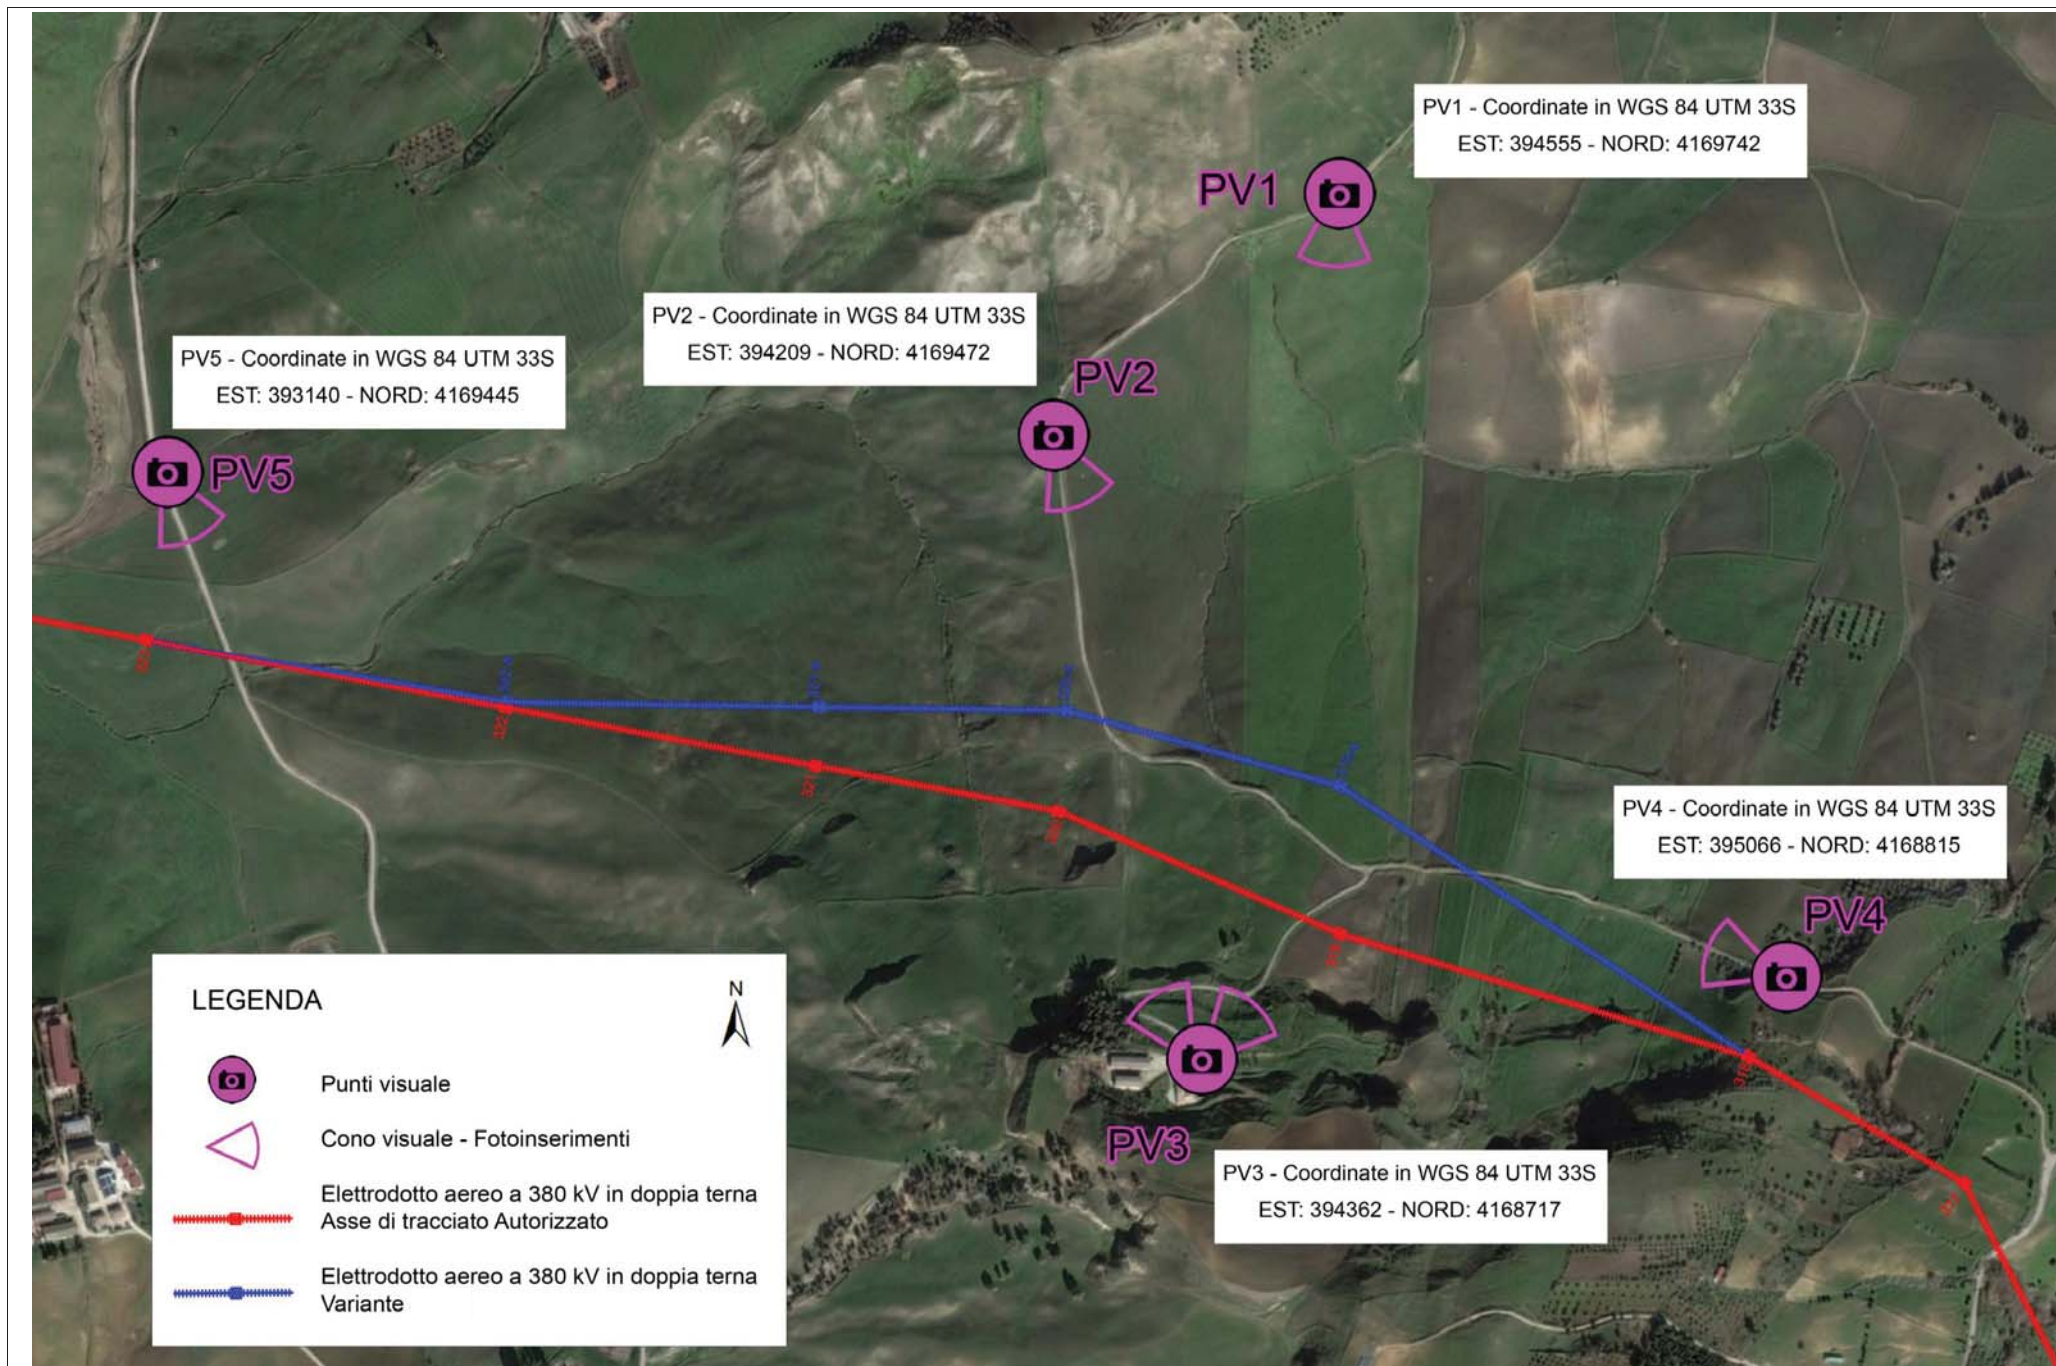 PV1 - Coordinate in WGS 84 UTM 33S
EST: 394555 - NORD: 4169742
PV1
PV2 - Coordinate in WGS 84 UTM 33S
EST: 394209 - NORD: 4169472
PV2
PV5 - Coordinate in WGS 84 UTM 33S
EST: 393140 - NORD: 4169445
PV5
322
321
PV4 - Coordinate in WGS 84 UTM 33S
EST: 395066 - NORD: 4168815
PV4
318
PV3
PV3 - Coordinate in WGS 84 UTM 33S
EST: 394362 - NORD: 4168717
LEGENDA
N
Punti visuale
Cono visuale - Fotoinserimenti
Elettrodotto aereo a 380 kV in doppia terna
Asse di tracciato Autorizzato
Elettrodotto aereo a 380 kV in doppia terna
Variante